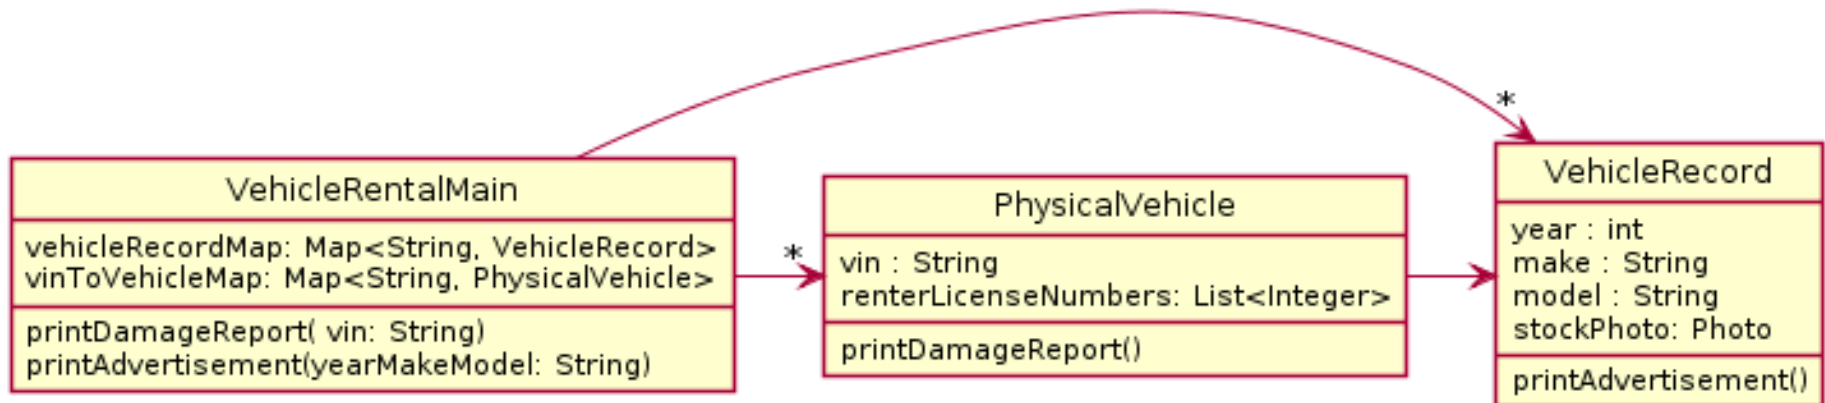 *
VehicleRentalMain
vehicleRecordMap: Map<String, VehicleRecord>
vinToVehicleMap: Map<String, PhysicalVehicle>
printDamageReport( vin: String)
printAdvertisement(yearMakeModel: String)
*
PhysicalVehicle
vin : String
renterLicenseNumbers: List<Integer>
printDamageReport()
VehicleRecord
year : int
make : String
model : String
stockPhoto: Photo
printAdvertisement()